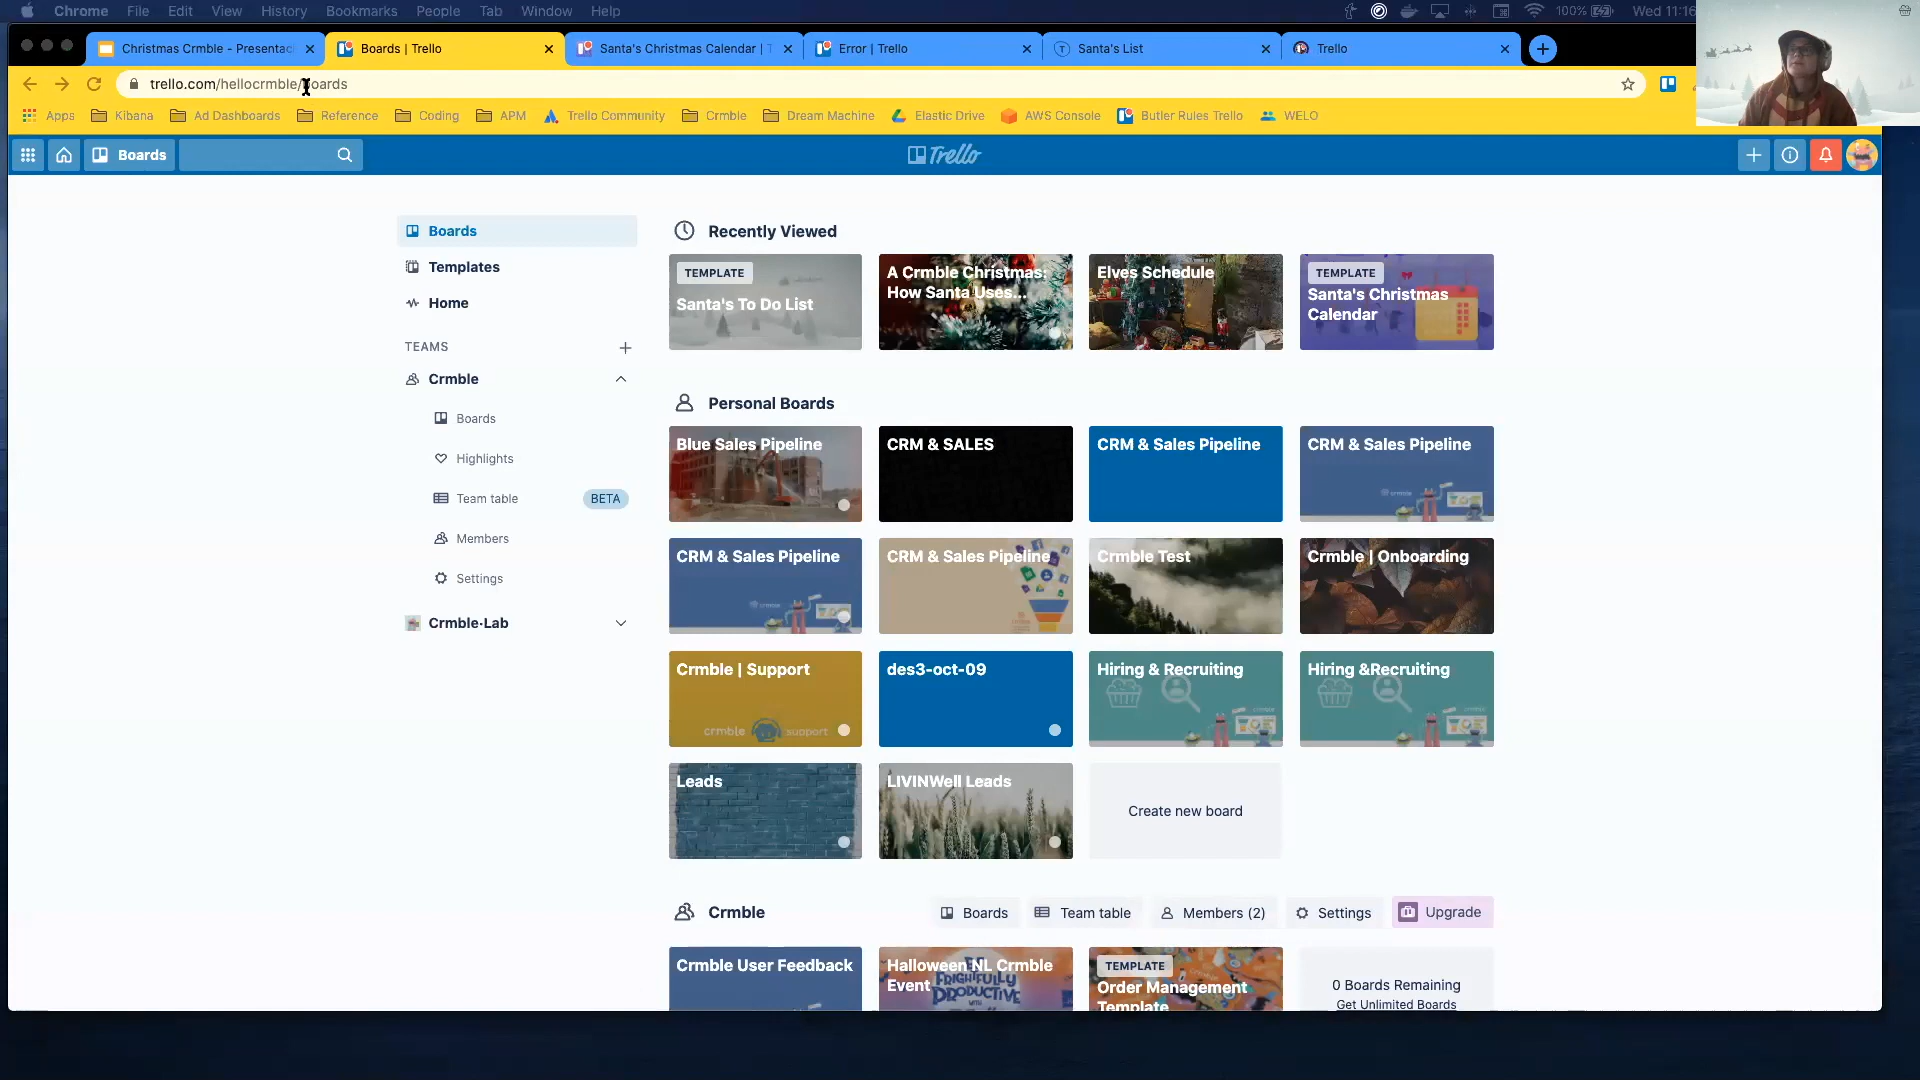 Chrome File Edit View History Bookmarks People Tab Window Help 100% Wed 11:16
Christmas Crmble - Presentac Boards | Trello Santa's Christmas Calendar | T Error | Trello Santa's List Trello
trello.com/hellocrmble/boards
Apps Kibana Ad Dashboards Reference Coding APM Trello Community Crmble Dream Machine Elastic Drive AWS Console Butler Rules Trello WELO
Boards Trello
Boards
Templates
Home
TEAMS
Crmble
Boards
Highlights
Team table BETA
Members
Settings
Crmble·Lab
Recently Viewed
TEMPLATE
Santa's To Do List
A Crmble Christmas:
How Santa Uses...
Elves Schedule
TEMPLATE
Santa's Christmas
Calendar
Personal Boards
Blue Sales Pipeline CRM & SALES CRM & Sales Pipeline CRM & Sales Pipeline
CRM & Sales Pipeline CRM & Sales Pipeline Crmble Test Crmble | Onboarding
Crmble | Support des3-oct-09 Hiring & Recruiting Hiring &Recruiting
crmble support
Leads LIVINWell Leads Create new board
Crmble Boards Team table Members (2) Settings Upgrade
Crmble User Feedback
Halloween NL Crmble
Event
FRIGHTFULLY
PRODUCTIVE
WITH
TEMPLATE
Order Management
Template
0 Boards Remaining
Get Unlimited Boards